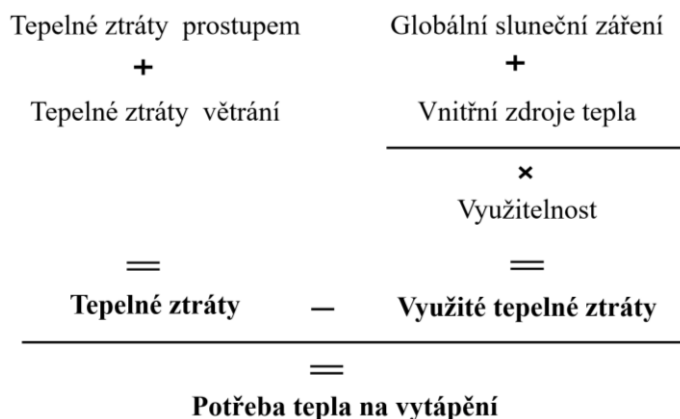 Tepelné ztráty prostupem
+
Tepelné ztráty větrání
=
Tepelné ztráty
–
Globální sluneční záření
+
Vnitřní zdroje tepla
×
Využitelnost
=
Využité tepelné ztráty
=
Potřeba tepla na vytápění